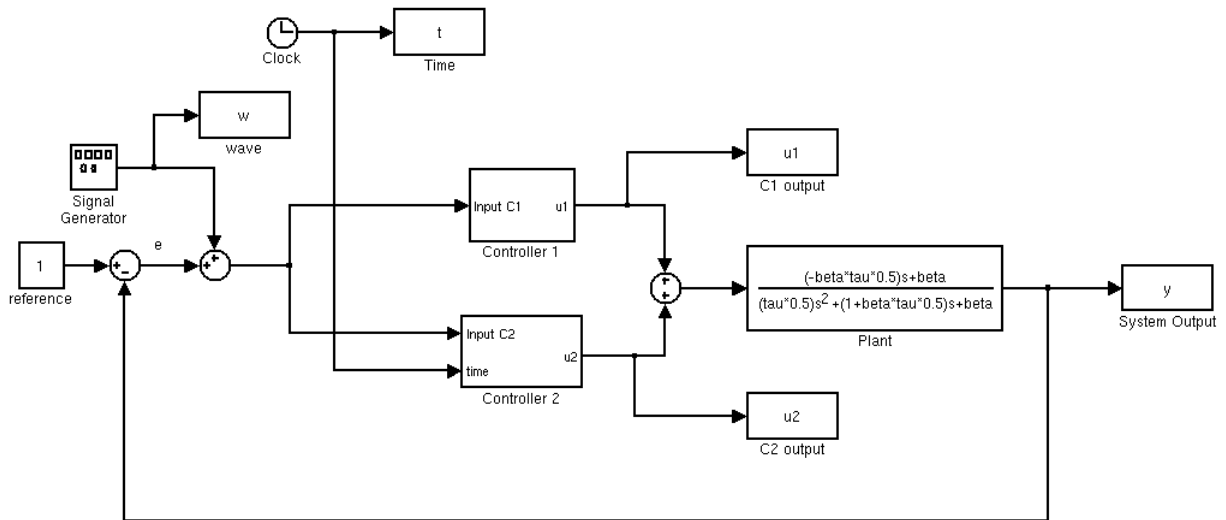 t
Clock
Time
w
wave
Signal
Generator
u1
C1 output
Input C1
u1
Controller 1
e
1
reference
+
−
+
+
+
+
(-beta*tau*0.5)s+beta
(tau*0.5)s² +(1+beta*tau*0.5)s+beta
Plant
y
System Output
Input C2
u2
time
Controller 2
u2
C2 output